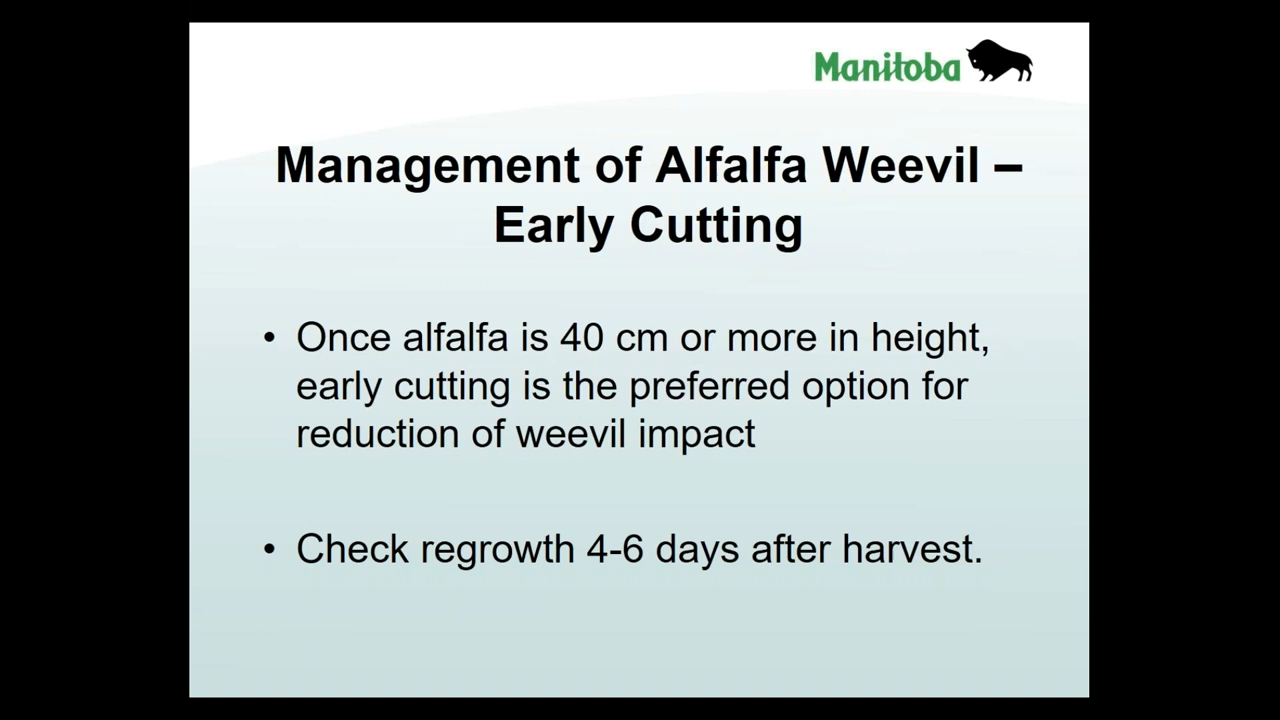 Manitoba
Management of Alfalfa Weevil –
Early Cutting
• Once alfalfa is 40 cm or more in height,
early cutting is the preferred option for
reduction of weevil impact
• Check regrowth 4-6 days after harvest.